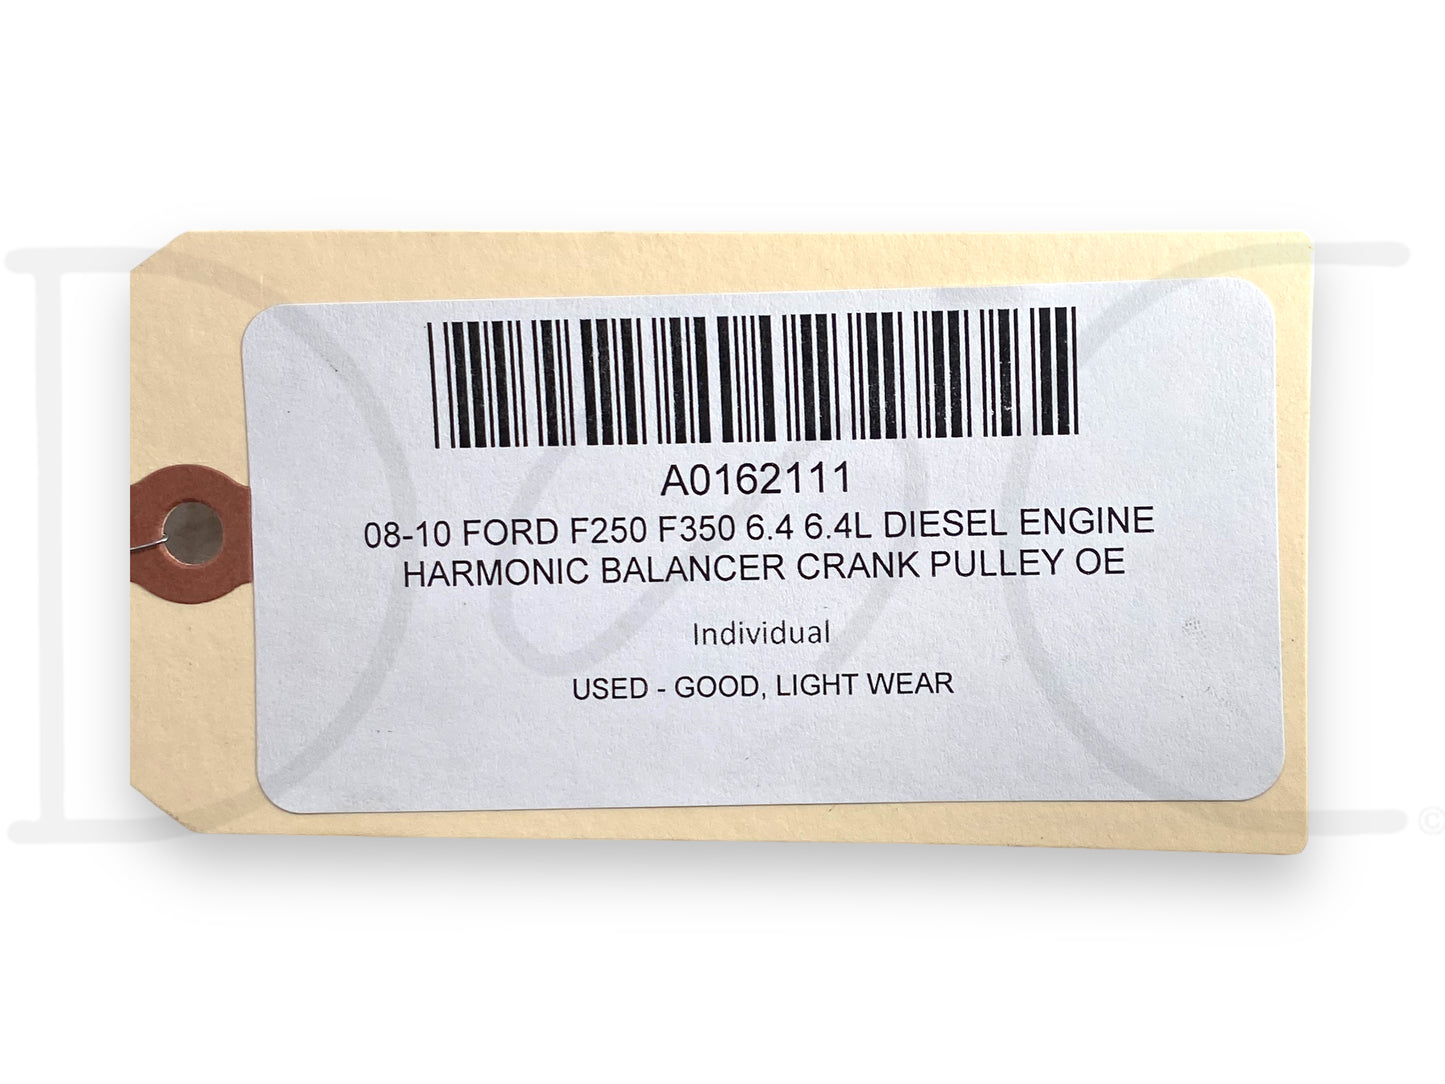 A0162111
08-10 FORD F250 F350 6.4 6.4L DIESEL ENGINE
HARMONIC BALANCER CRANK PULLEY OE
Individual
USED - GOOD, LIGHT WEAR
©